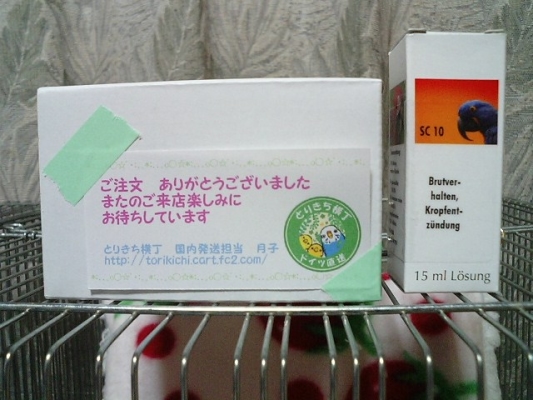 ご注文 ありがとうございました
またのご来店楽しみに
お待ちしています
とりきち横丁 国内発送担当 月子
http://torikichi.cart.fc2.com/
とりきち横丁
ドイツ直送
SC 10
Brutver-
halten,
Kropfent-
zündung
15 ml Lösung